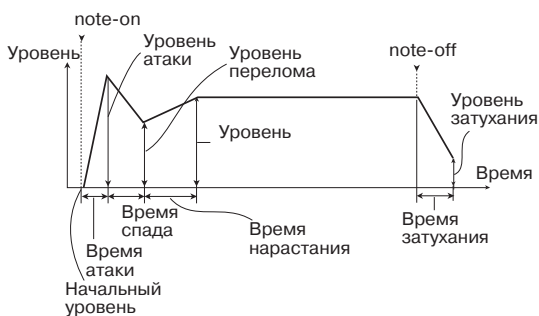 note-on
Уровень
Уровень
атаки
Уровень
перелома
note-off
Уровень
затухания
Уровень
Время
Время
спада
Время
нарастания
Время
затухания
Время
атаки
Начальный
уровень